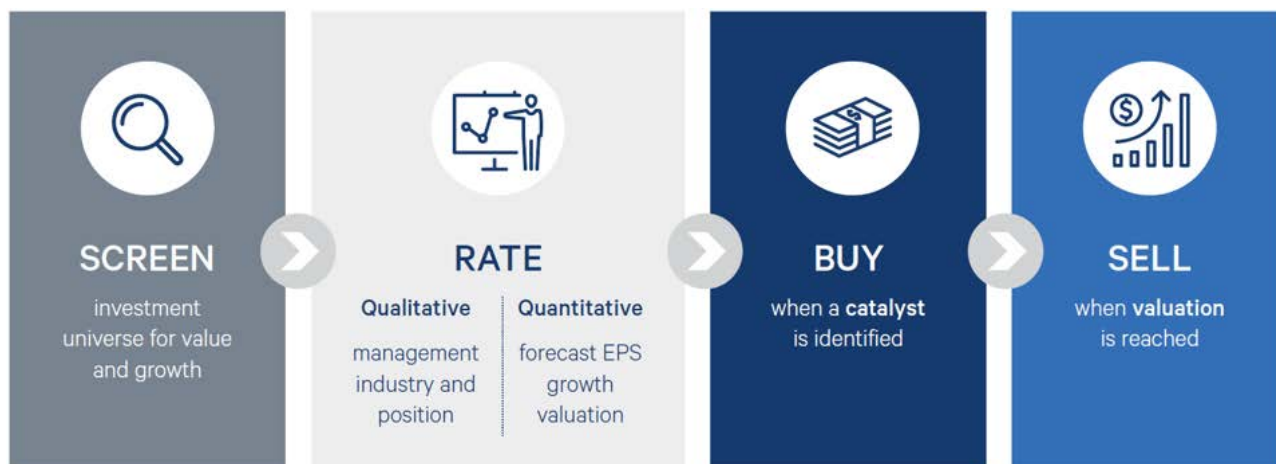 SCREEN
investment
universe for value
and growth
RATE
Qualitative
management
industry and
position
Quantitative
forecast EPS
growth
valuation
BUY
when a catalyst
is identified
$
SELL
when valuation
is reached
$